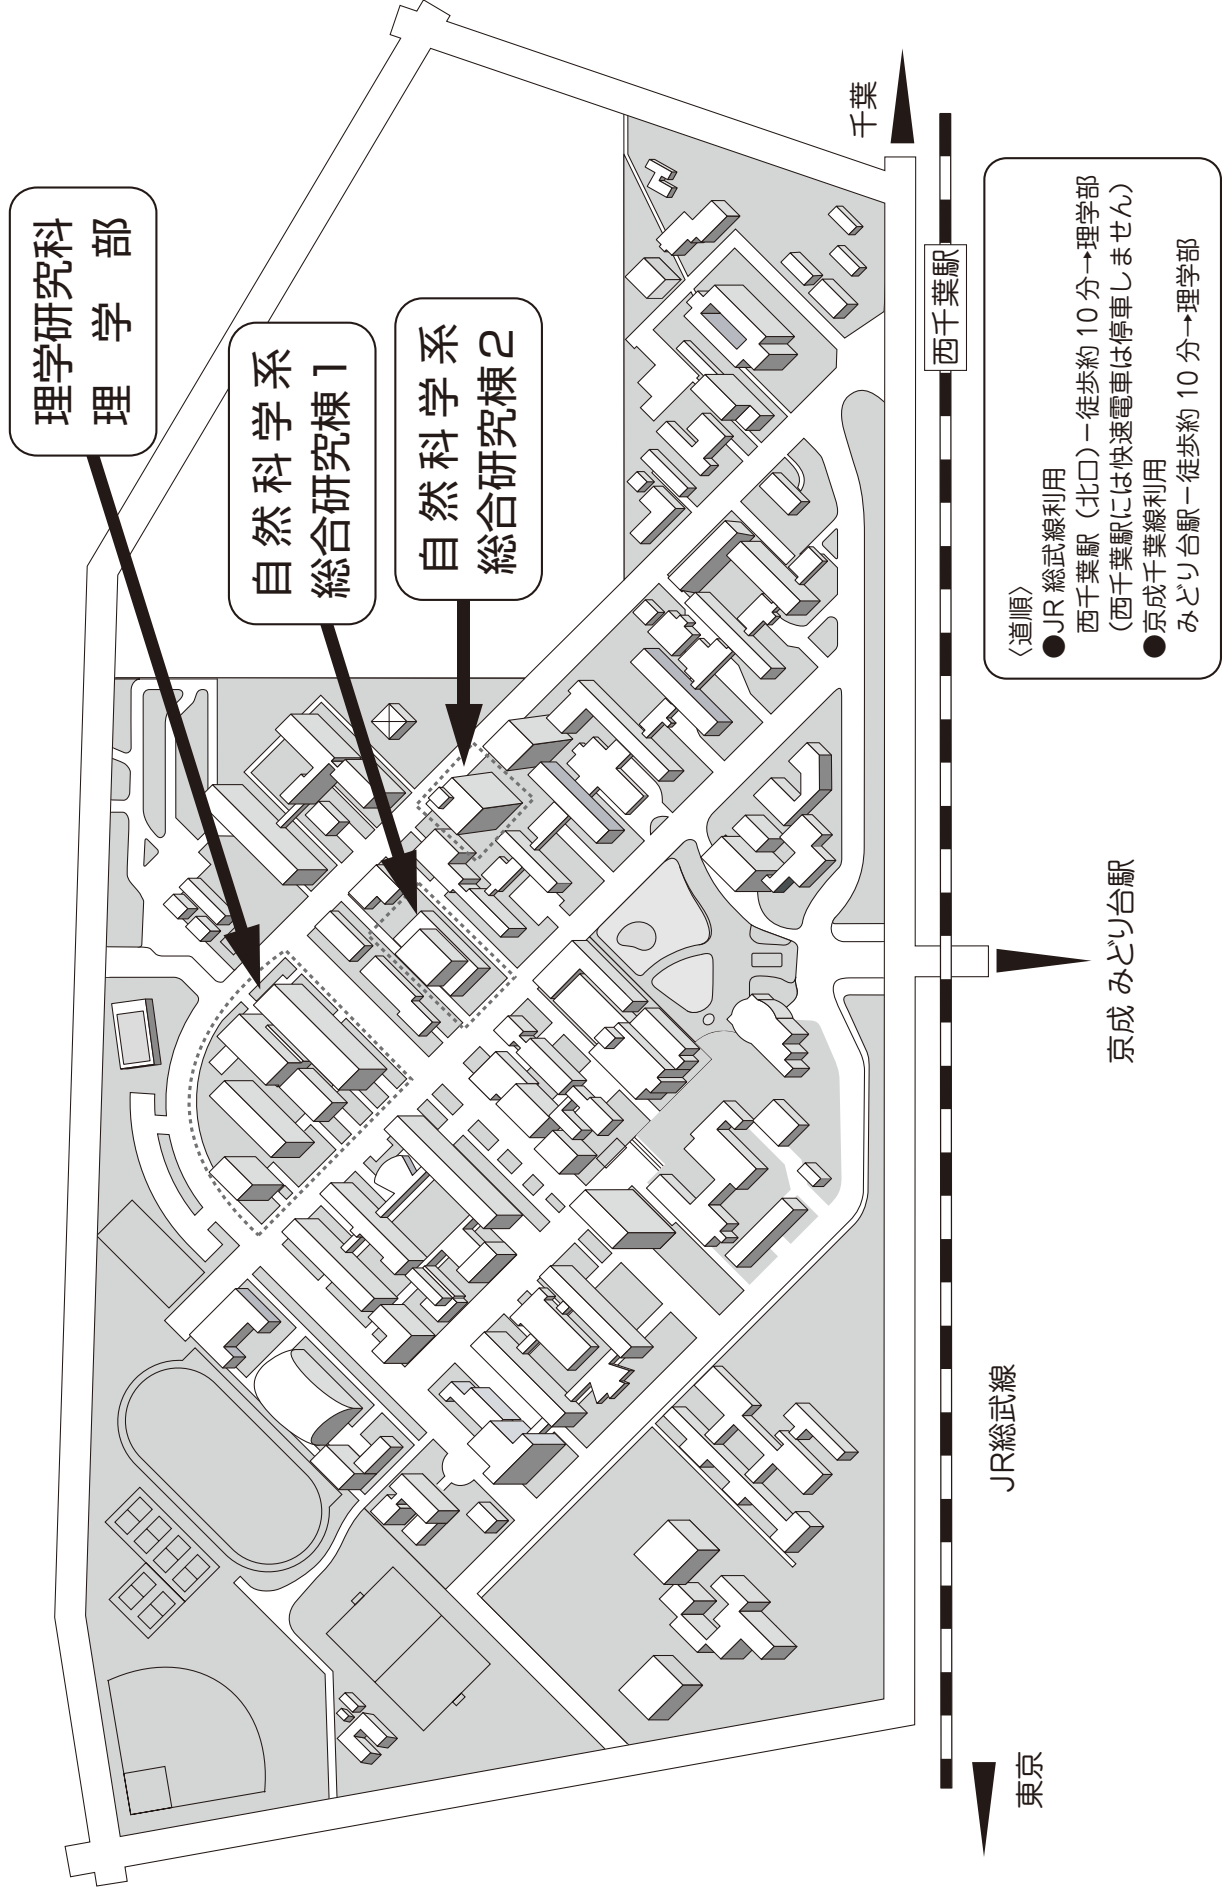 理学研究科
理学部
自然科学系
総合研究棟1
自然科学系
総合研究棟2
千葉
西千葉駅
京成 みどり台駅
JR総武線
東京
〈道順〉
●JR 総武線利用
西千葉駅（北口）ー徒歩約 10 分→理学部
（西千葉駅には快速電車は停車しません）
●京成千葉線利用
みどり台駅ー徒歩約 10 分→理学部